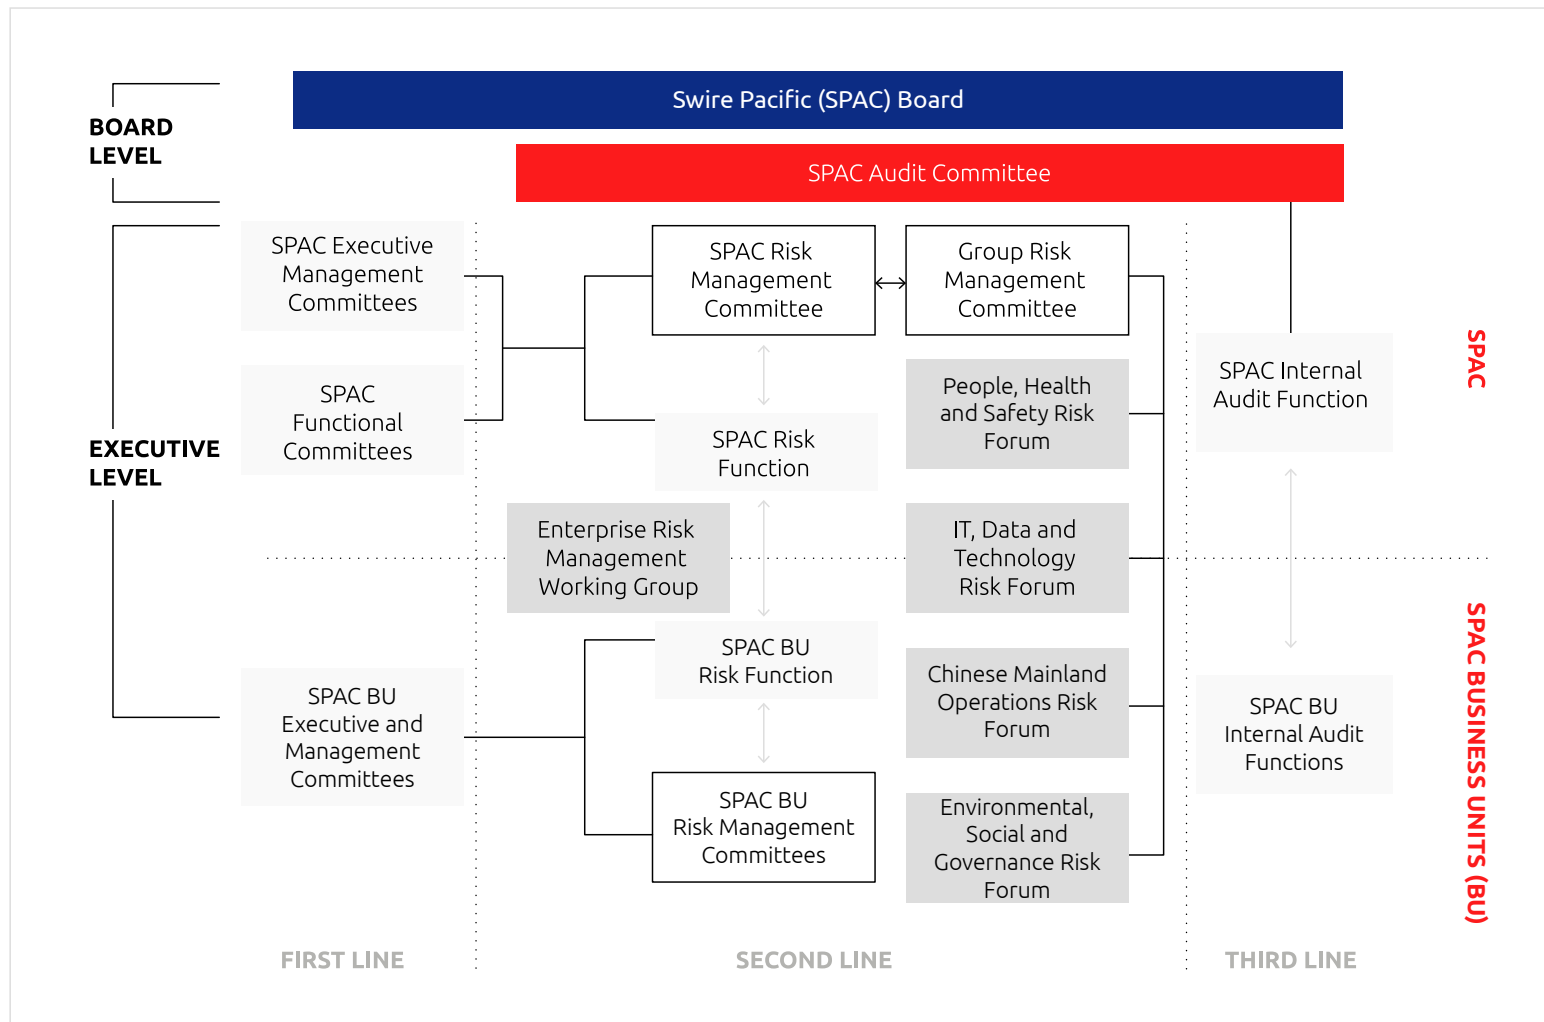 Swire Pacific (SPAC) Board
BOARD
LEVEL
SPAC Audit Committee
SPAC Executive
Management
Committees
SPAC Risk
Management
Committee
Group Risk
Management
Committee
SPAC
SPAC Internal
Audit Function
People, Health
and Safety Risk
Forum
SPAC
Functional
Committees
EXECUTIVE
LEVEL
SPAC Risk
Function
Enterprise Risk
Management
Working Group
IT, Data and
Technology
Risk Forum
SPAC BU
Risk Function
Chinese Mainland
Operations Risk
Forum
SPAC BU
Executive and
Management
Committees
SPAC BU
Internal Audit
Functions
SPAC BUSINESS UNITS (BU)
SPAC BU
Risk Management
Committees
Environmental,
Social and
Governance Risk
Forum
FIRST LINE
SECOND LINE
THIRD LINE